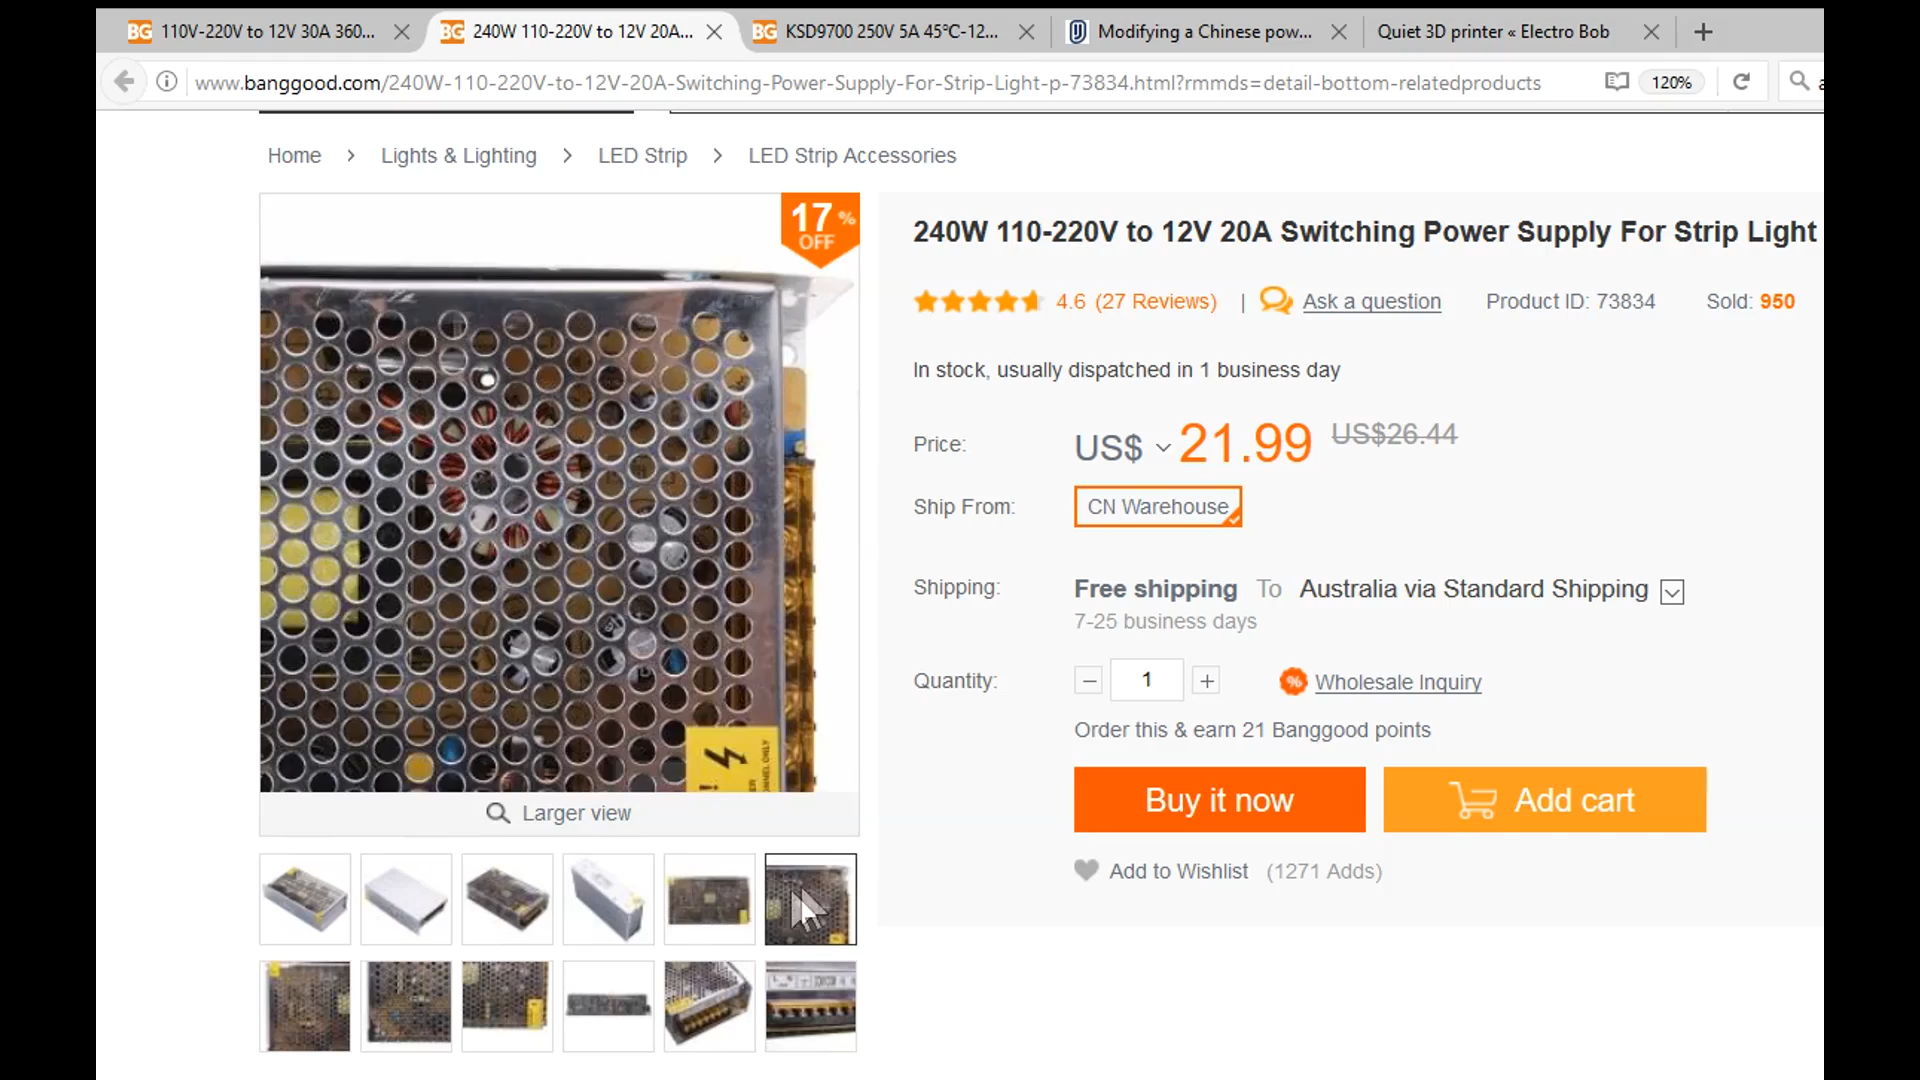 BG 110V-220V to 12V 30A 360...
BG 240W 110-220V to 12V 20A...
BG KSD9700 250V 5A 45°C-12...
Modifying a Chinese pow...
Quiet 3D printer « Electro Bob
www.banggood.com/240W-110-220V-to-12V-20A-Switching-Power-Supply-For-Strip-Light-p-73834.html?rmmds=detail-bottom-relatedproducts
120%
Home > Lights & Lighting > LED Strip > LED Strip Accessories
17%
OFF
240W 110-220V to 12V 20A Switching Power Supply For Strip Light
4.6 (27 Reviews) | Ask a question Product ID: 73834 Sold: 950
In stock, usually dispatched in 1 business day
Price: US$ 21.99 US$26.44
Ship From: CN Warehouse
Shipping: Free shipping To Australia via Standard Shipping
7-25 business days
Quantity: − 1 + Wholesale Inquiry
Order this & earn 21 Banggood points
Buy it now
Add cart
Larger view
Add to Wishlist (1271 Adds)